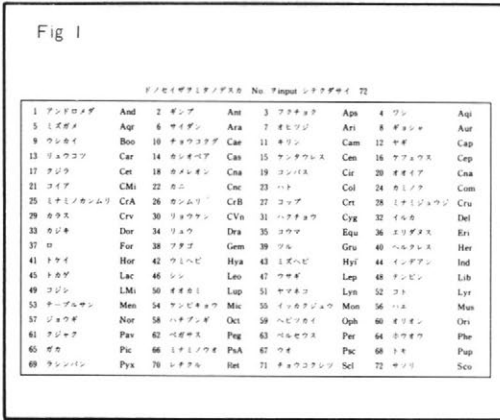 Fig 1
ドノセイザヲミタノデスカ No. ヲinput シテクダサイ 72
1 アンドロメダ And 2 ギンプ Ant 3 フウチョウ Aps 4 ワシ Aqi
5 ミズガメ Aqr 6 サイダン Ara 7 オヒツジ Ari 8 ギョシャ Aur
9 ウシカイ Boo 10 チョウコクグ Cae 11 キリン Cam 12 ヤギ Cap
13 リュウコツ Car 14 カシオペア Cas 15 ケンタウレス Cen 16 ケフェウス Cep
17 クジラ Cet 18 カメレオン Cha 19 コンパス Cir 20 オオイア Cna
21 コイア CMi 22 カニ Cnc 23 ハト Col 24 カミノケ Com
25 ミナミノカンムリ CrA 26 カンムリ CrB 27 コップ Crt 28 ミナミジュウジ Cru
29 カラス Crv 30 リョウケン CVn 31 ハクチョウ Cyg 32 イルカ Del
33 カジキ Dor 34 リュウ Dra 35 コウマ Equ 36 エリダヌス Eri
37 ロ For 38 フタゴ Gem 39 ツル Gru 40 ヘルクレス Her
41 トケイ Hor 42 ウミヘビ Hya 43 ミズヘビ Hyi 44 インデアン Ind
45 トカゲ Lac 46 シシ Leo 47 ウサギ Lep 48 テンビン Lib
49 コジシ LMi 50 オオカミ Lup 51 ヤマネコ Lyn 52 コト Lyr
53 テーブルサン Men 54 ケンビキョウ Mic 55 イッカクジュウ Mon 56 ハエ Mus
57 ジョウギ Nor 58 ハチブンギ Oct 59 ヘビツカイ Oph 60 オリオン Ori
61 クジャク Pav 62 ペガサス Peg 63 ペルセウス Per 64 ホウオウ Phe
65 ガカ Pic 66 ミナミノウオ PsA 67 ウオ Psc 68 トモ Pup
69 ラシンバン Pyx 70 レチクル Ret 71 チョウコクシツ Scl 72 サソリ Sco